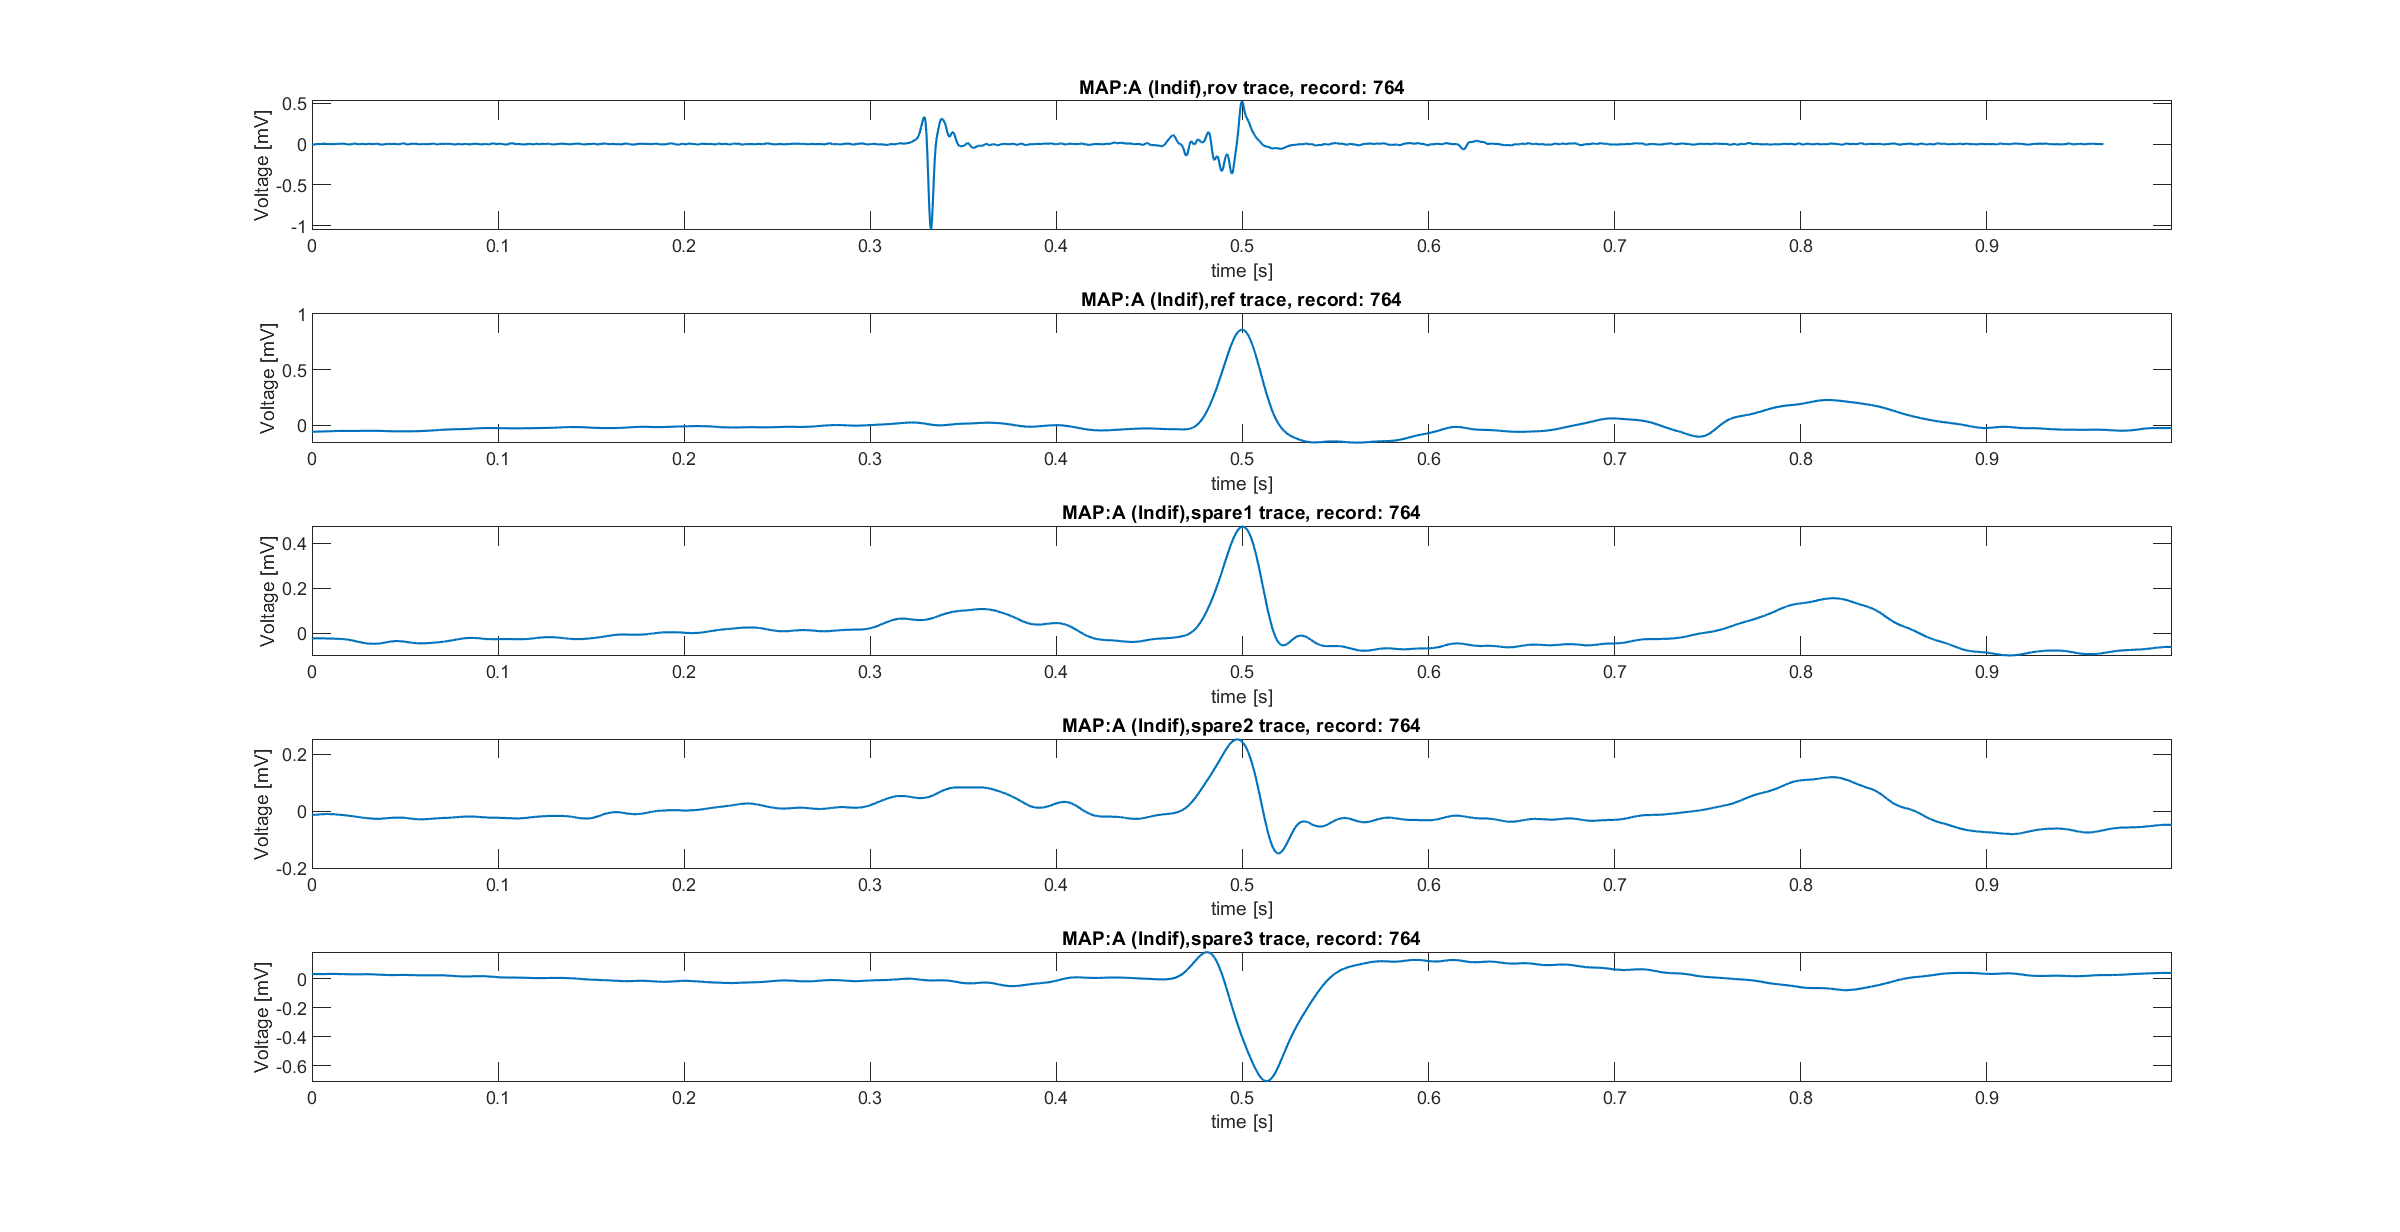 MAP:A (Indif),rov trace, record: 764
Voltage [mV]
0.5
0
-0.5
-1
0 0.1 0.2 0.3 0.4 0.5 0.6 0.7 0.8 0.9
time [s]
MAP:A (Indif),ref trace, record: 764
Voltage [mV]
1
0.5
0
0 0.1 0.2 0.3 0.4 0.5 0.6 0.7 0.8 0.9
time [s]
MAP:A (Indif),spare1 trace, record: 764
Voltage [mV]
0.4
0.2
0
0 0.1 0.2 0.3 0.4 0.5 0.6 0.7 0.8 0.9
time [s]
MAP:A (Indif),spare2 trace, record: 764
Voltage [mV]
0.2
0
-0.2
0 0.1 0.2 0.3 0.4 0.5 0.6 0.7 0.8 0.9
time [s]
MAP:A (Indif),spare3 trace, record: 764
Voltage [mV]
0
-0.2
-0.4
-0.6
0 0.1 0.2 0.3 0.4 0.5 0.6 0.7 0.8 0.9
time [s]